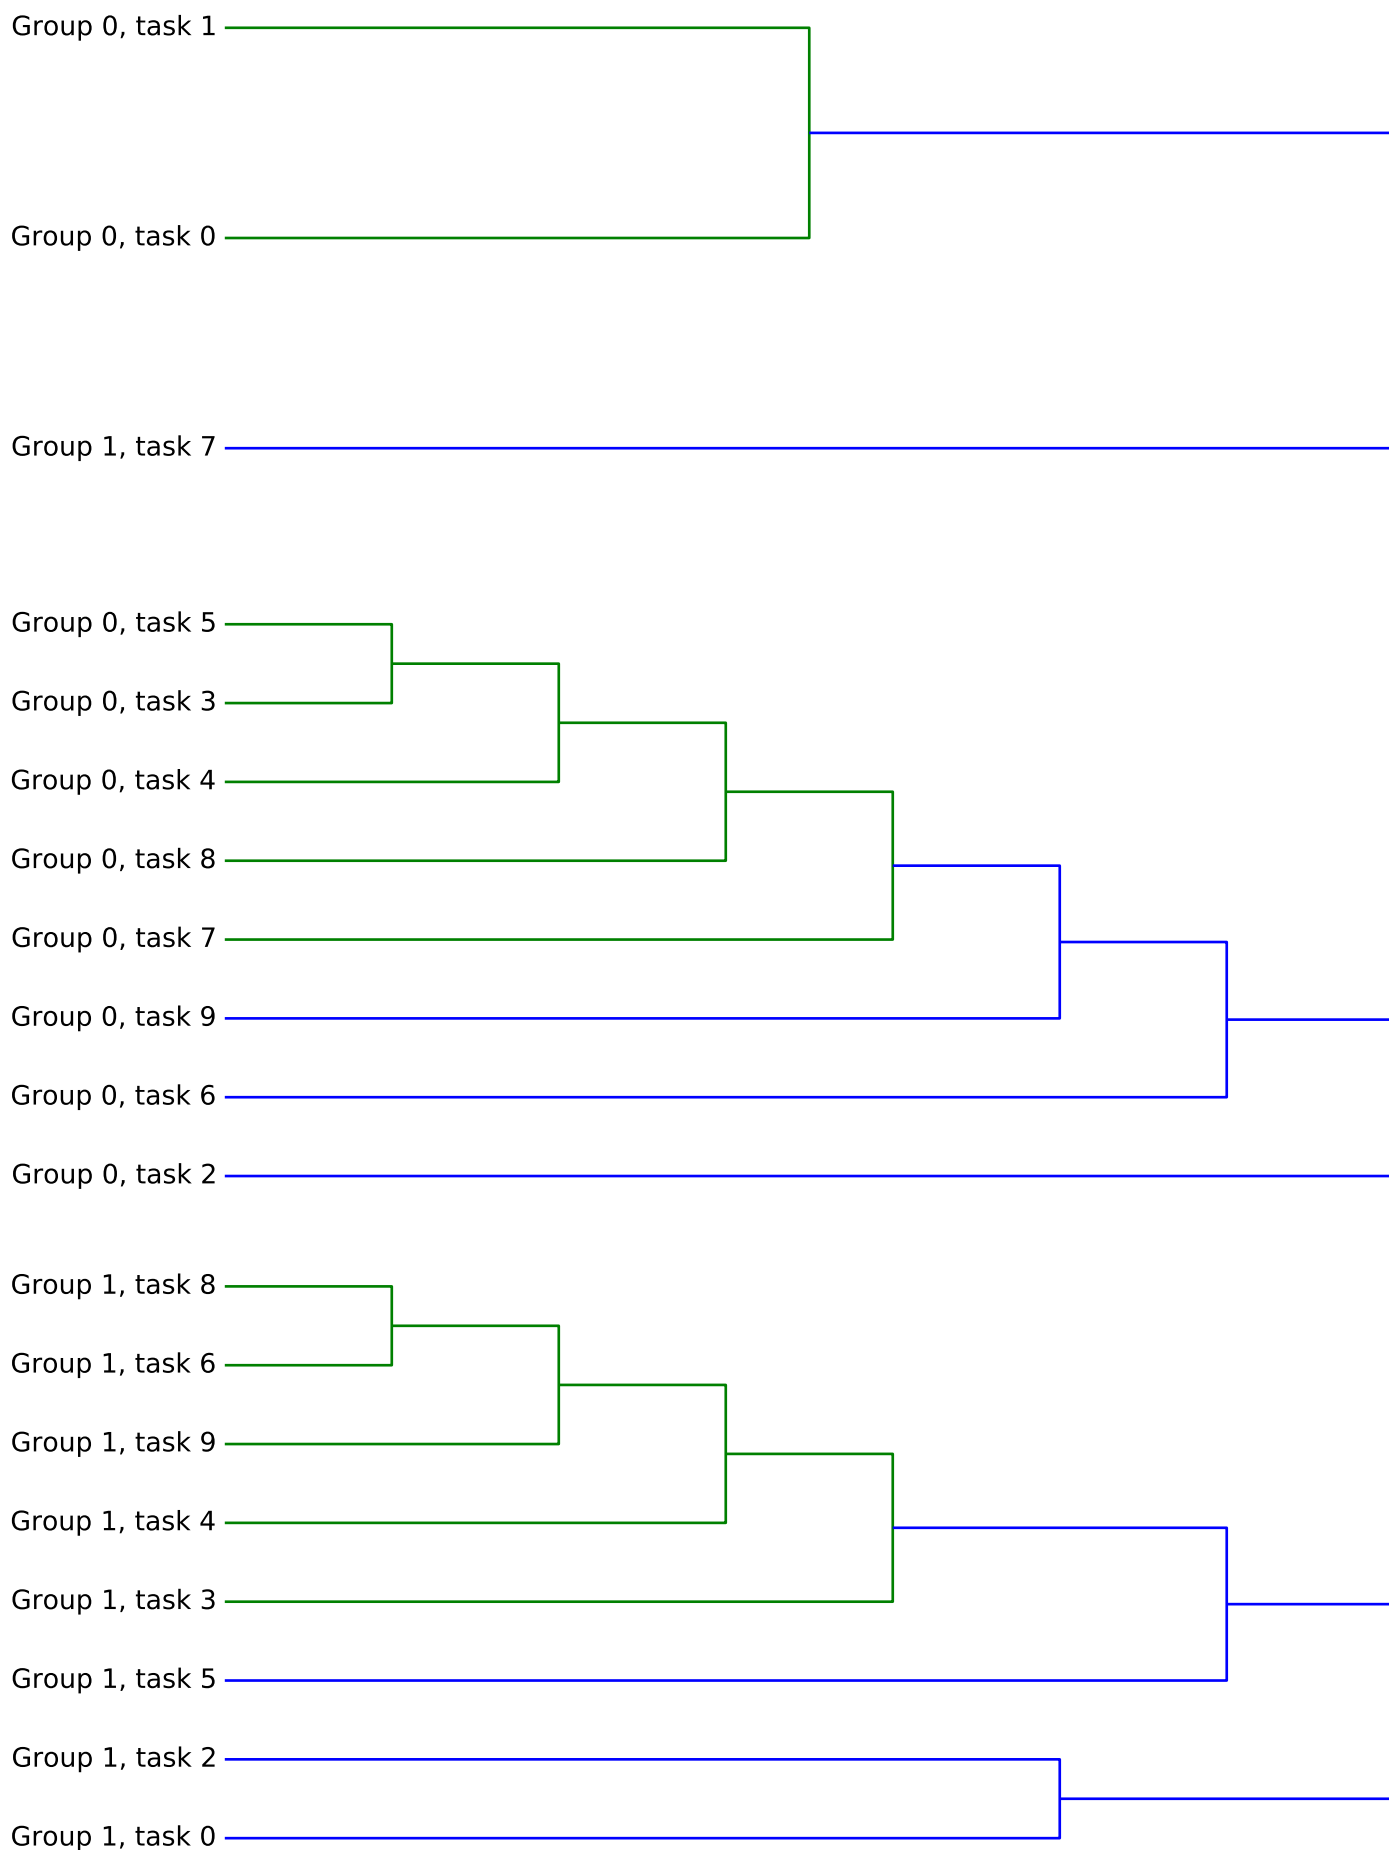 Group 0, task 1
Group 0, task 0
Group 1, task 7
Group 0, task 5
Group 0, task 3
Group 0, task 4
Group 0, task 8
Group 0, task 7
Group 0, task 9
Group 0, task 6
Group 0, task 2
Group 1, task 8
Group 1, task 6
Group 1, task 9
Group 1, task 4
Group 1, task 3
Group 1, task 5
Group 1, task 2
Group 1, task 0